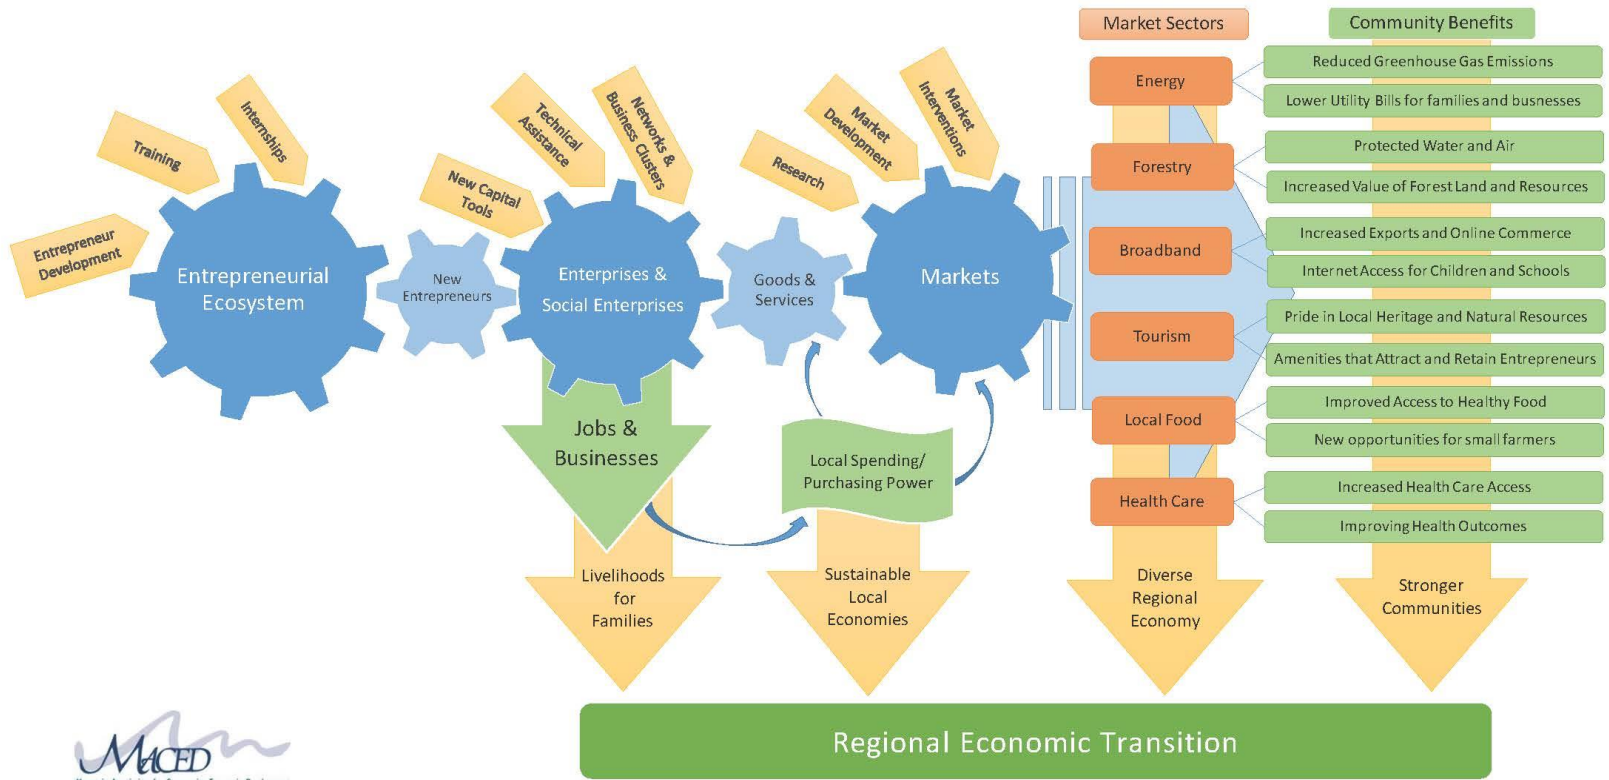 Market Sectors
Community Benefits
Entrepreneur
Development
Training
Internships
New Capital
Tools
Technical
Assistance
Networks &
Business Clusters
Research
Market
Development
Market
Interventions
Entrepreneurial
Ecosystem
New
Entrepreneurs
Enterprises &
Social Enterprises
Goods &
Services
Markets
Energy
Reduced Greenhouse Gas Emissions
Lower Utility Bills for families and busnesses
Forestry
Protected Water and Air
Increased Value of Forest Land and Resources
Broadband
Increased Exports and Online Commerce
Internet Access for Children and Schools
Tourism
Pride in Local Heritage and Natural Resources
Amenities that Attract and Retain Entrepreneurs
Local Food
Improved Access to Healthy Food
New opportunities for small farmers
Health Care
Increased Health Care Access
Improving Health Outcomes
Jobs &
Businesses
Local Spending/
Purchasing Power
Livelihoods
for
Families
Sustainable
Local
Economies
Diverse
Regional
Economy
Stronger
Communities
Regional Economic Transition
MACED